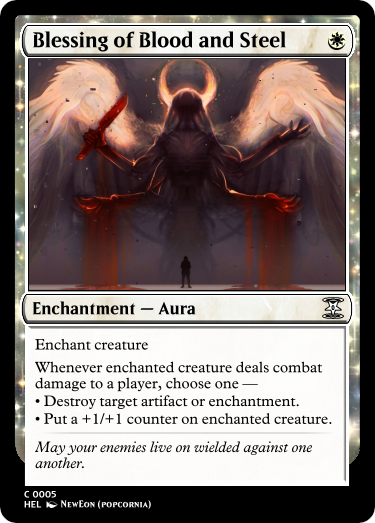 Blessing of Blood and Steel
Enchantment — Aura
Enchant creature
Whenever enchanted creature deals combat
damage to a player, choose one —
• Destroy target artifact or enchantment.
• Put a +1/+1 counter on enchanted creature.
May your enemies live on wielded against one
another.
C 0005
HEL NewEon (popcornia)